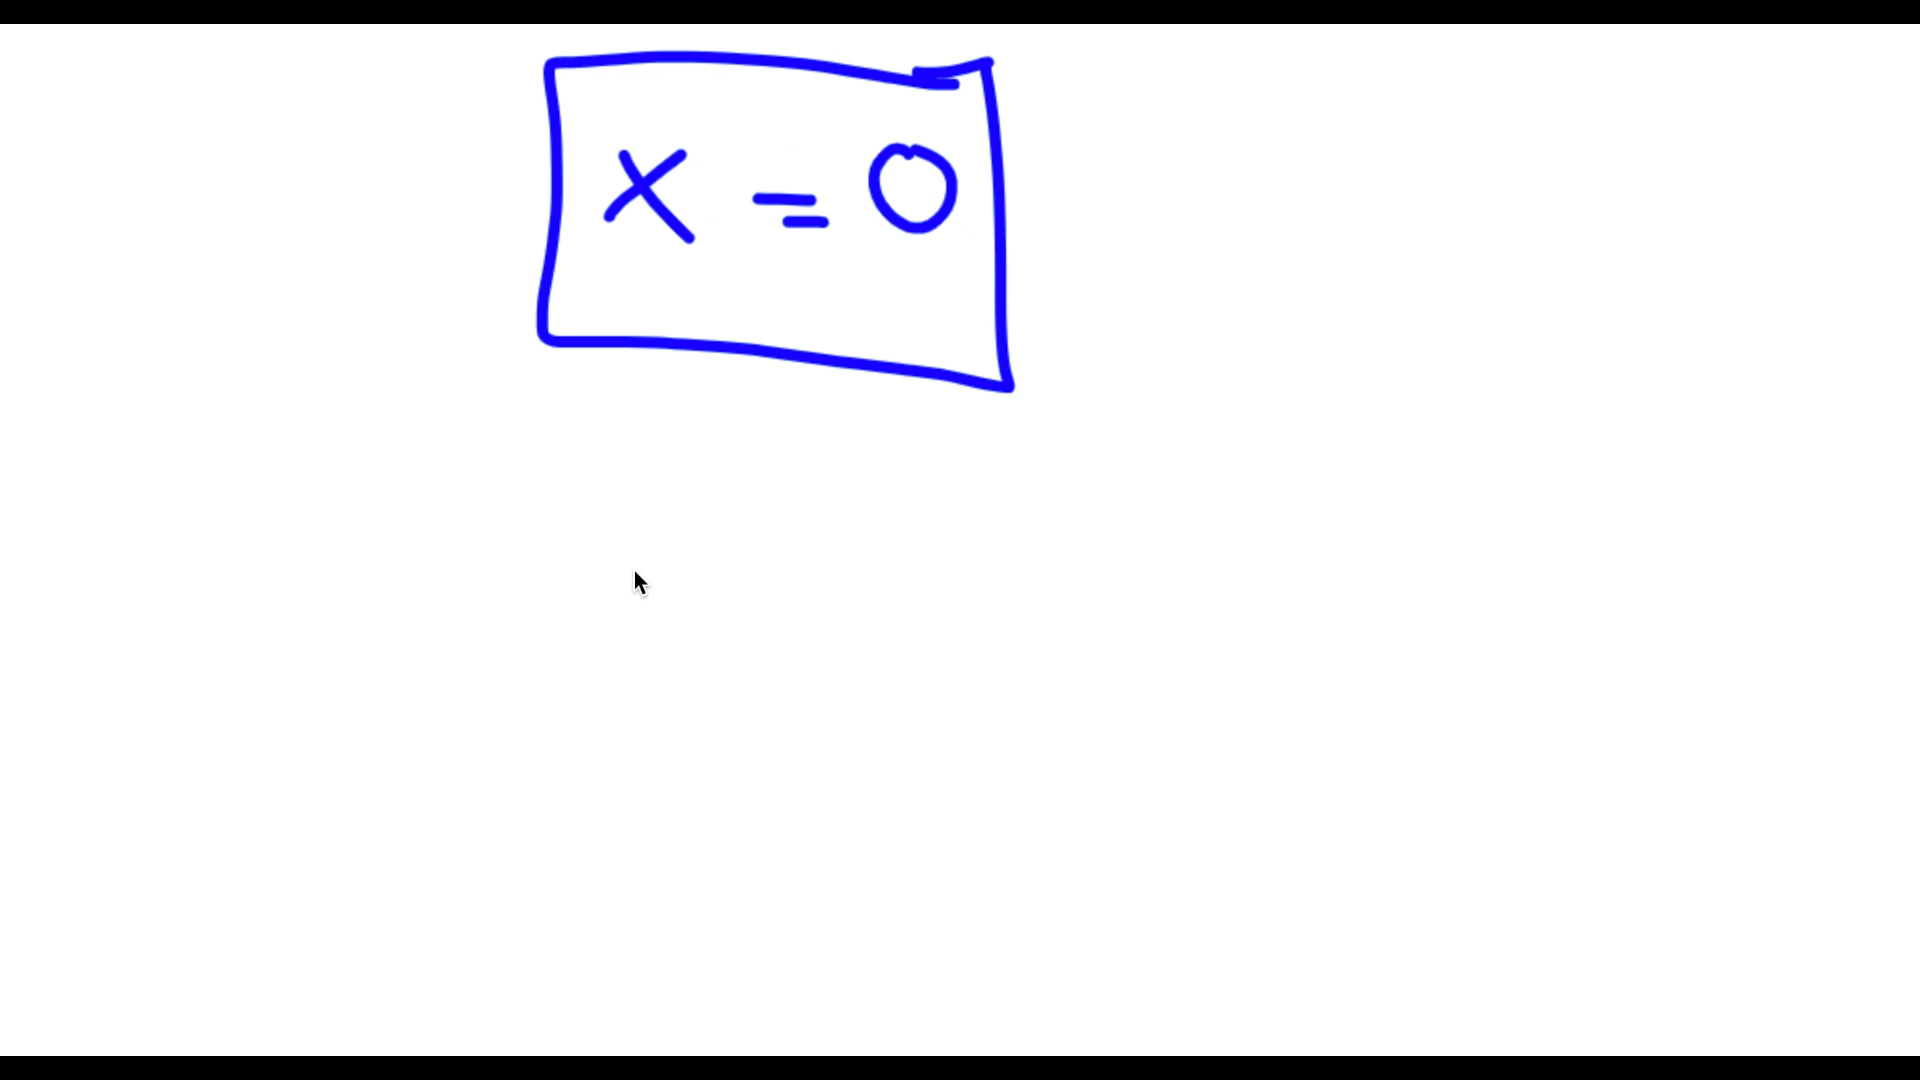 x = 0